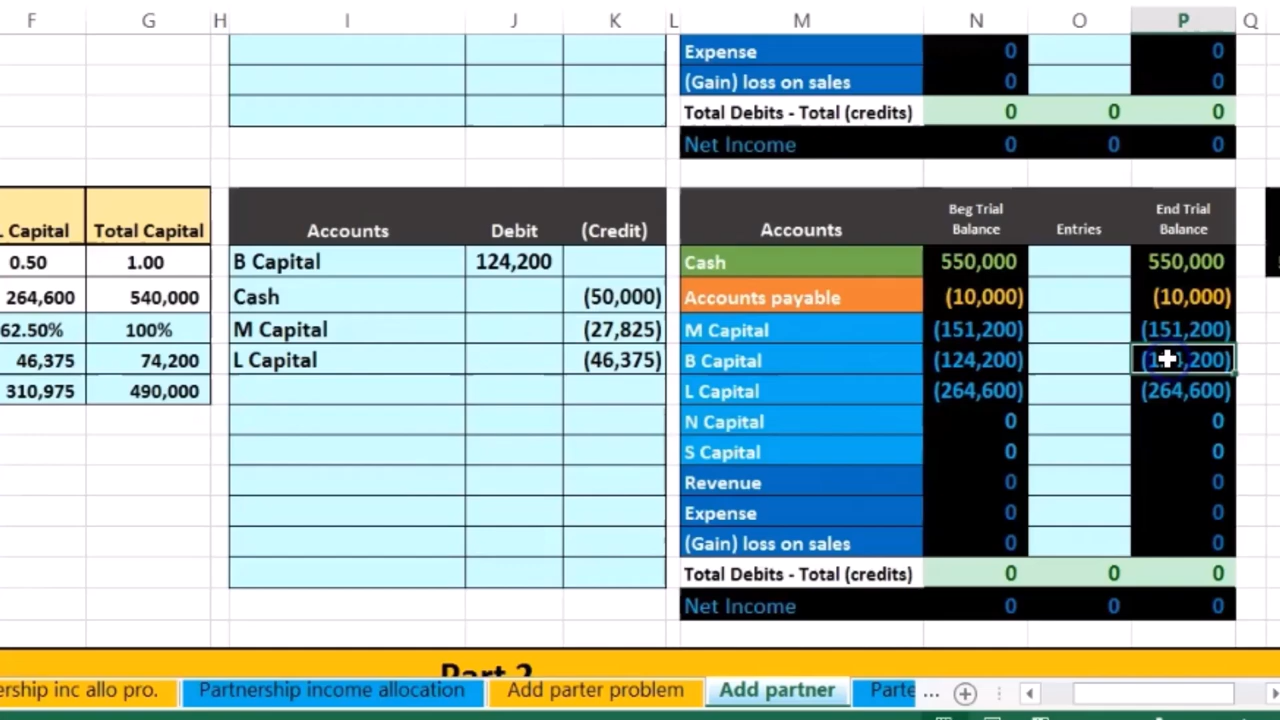 F G H I J K L M N O P Q
Expense 0 0
(Gain) loss on sales 0 0
Total Debits - Total (credits) 0 0 0
Net Income 0 0 0
L Capital Total Capital Accounts Debit (Credit) Accounts Beg Trial Balance Entries End Trial Balance
0.50 1.00 B Capital 124,200 Cash 550,000 550,000
264,600 540,000 Cash (50,000) Accounts payable (10,000) (10,000)
62.50% 100% M Capital (27,825) M Capital (151,200) (151,200)
46,375 74,200 L Capital (46,375) B Capital (124,200)
310,975 490,000 L Capital (264,600) (264,600)
N Capital 0 0
S Capital 0 0
Revenue 0 0
Expense 0 0
(Gain) loss on sales 0 0
Total Debits - Total (credits) 0 0 0
Net Income 0 0 0
Part 2
ership inc allo pro. Partnership income allocation Add parter problem Add partner Parte ...